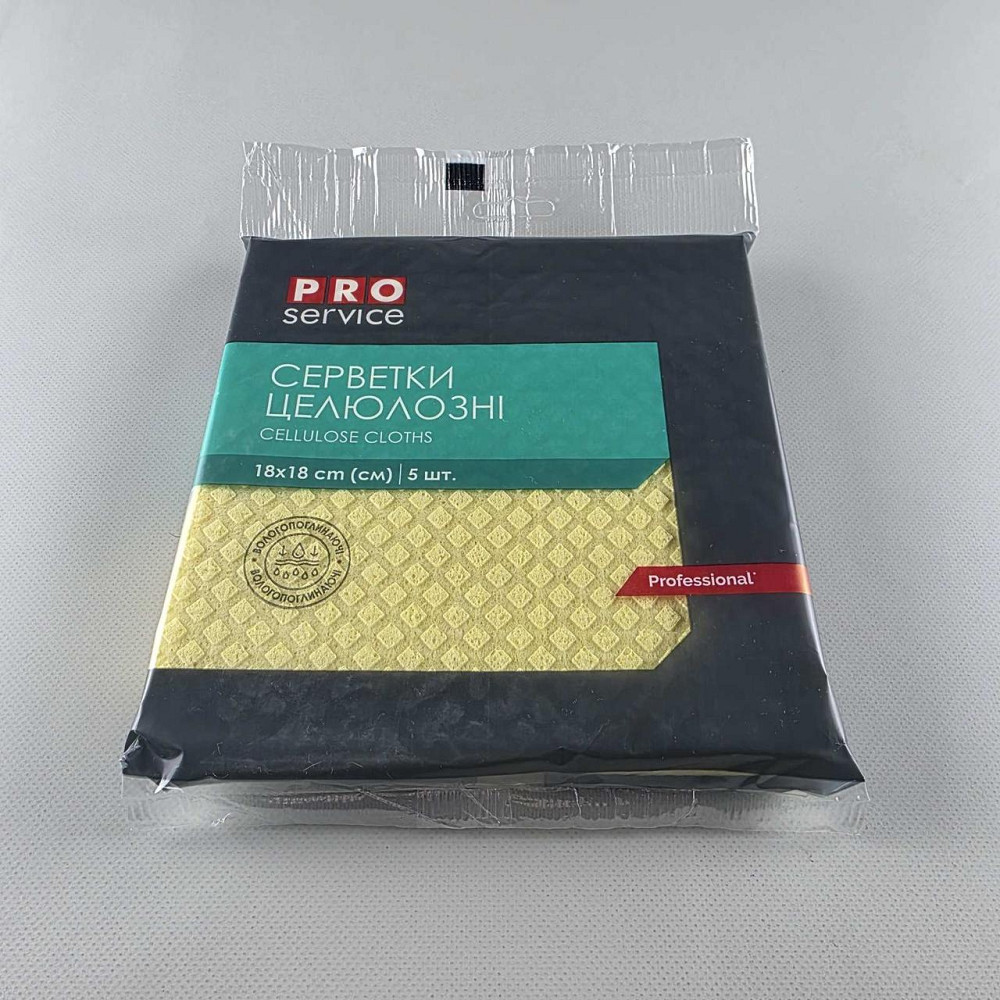 PRO
service
СЕРВЕТКИ
ЦЕЛЮЛОЗНІ
CELLULOSE CLOTHS
18x18 cm (см) | 5 шт.
ВОЛОГОПОГЛИНАЮЧІ
ВОЛОГОПОГЛИНАЮЧІ
Professional*